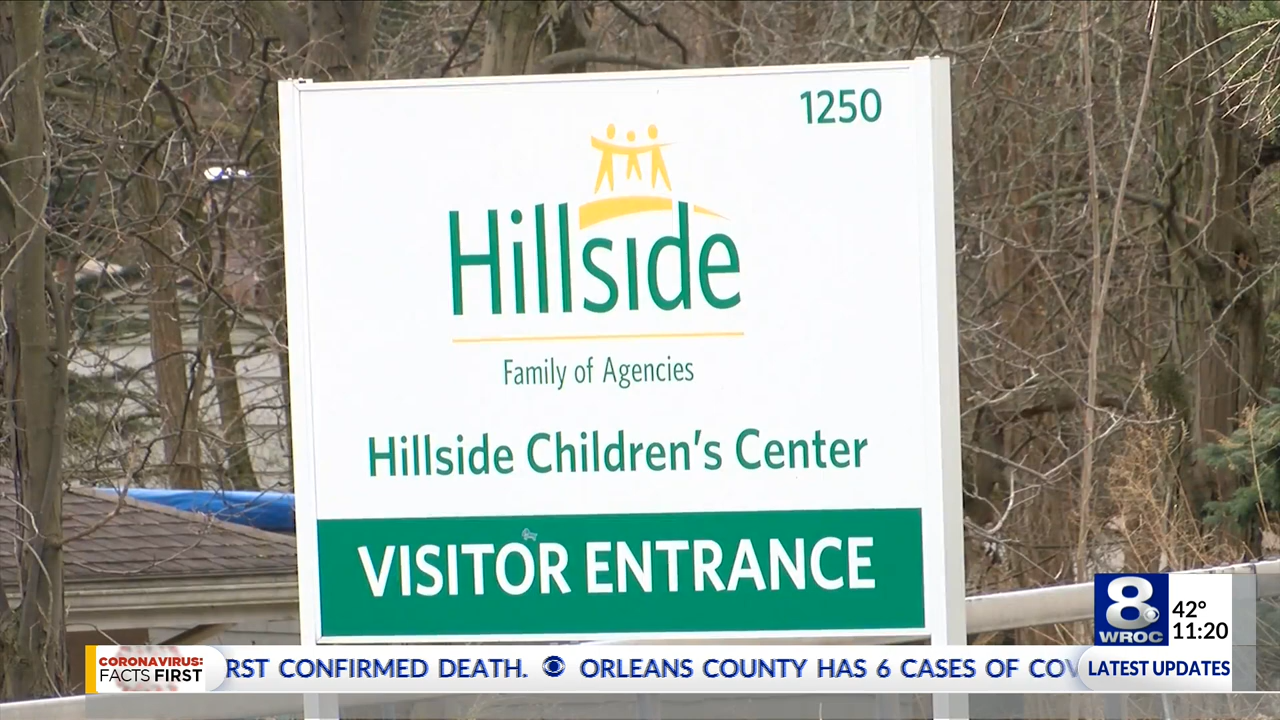 1250
Hillside
Family of Agencies
Hillside Children's Center
VISITOR ENTRANCE
8
WROC
42°
11:20
CORONAVIRUS:
FACTS FIRST
RST CONFIRMED DEATH. ORLEANS COUNTY HAS 6 CASES OF COV
LATEST UPDATES